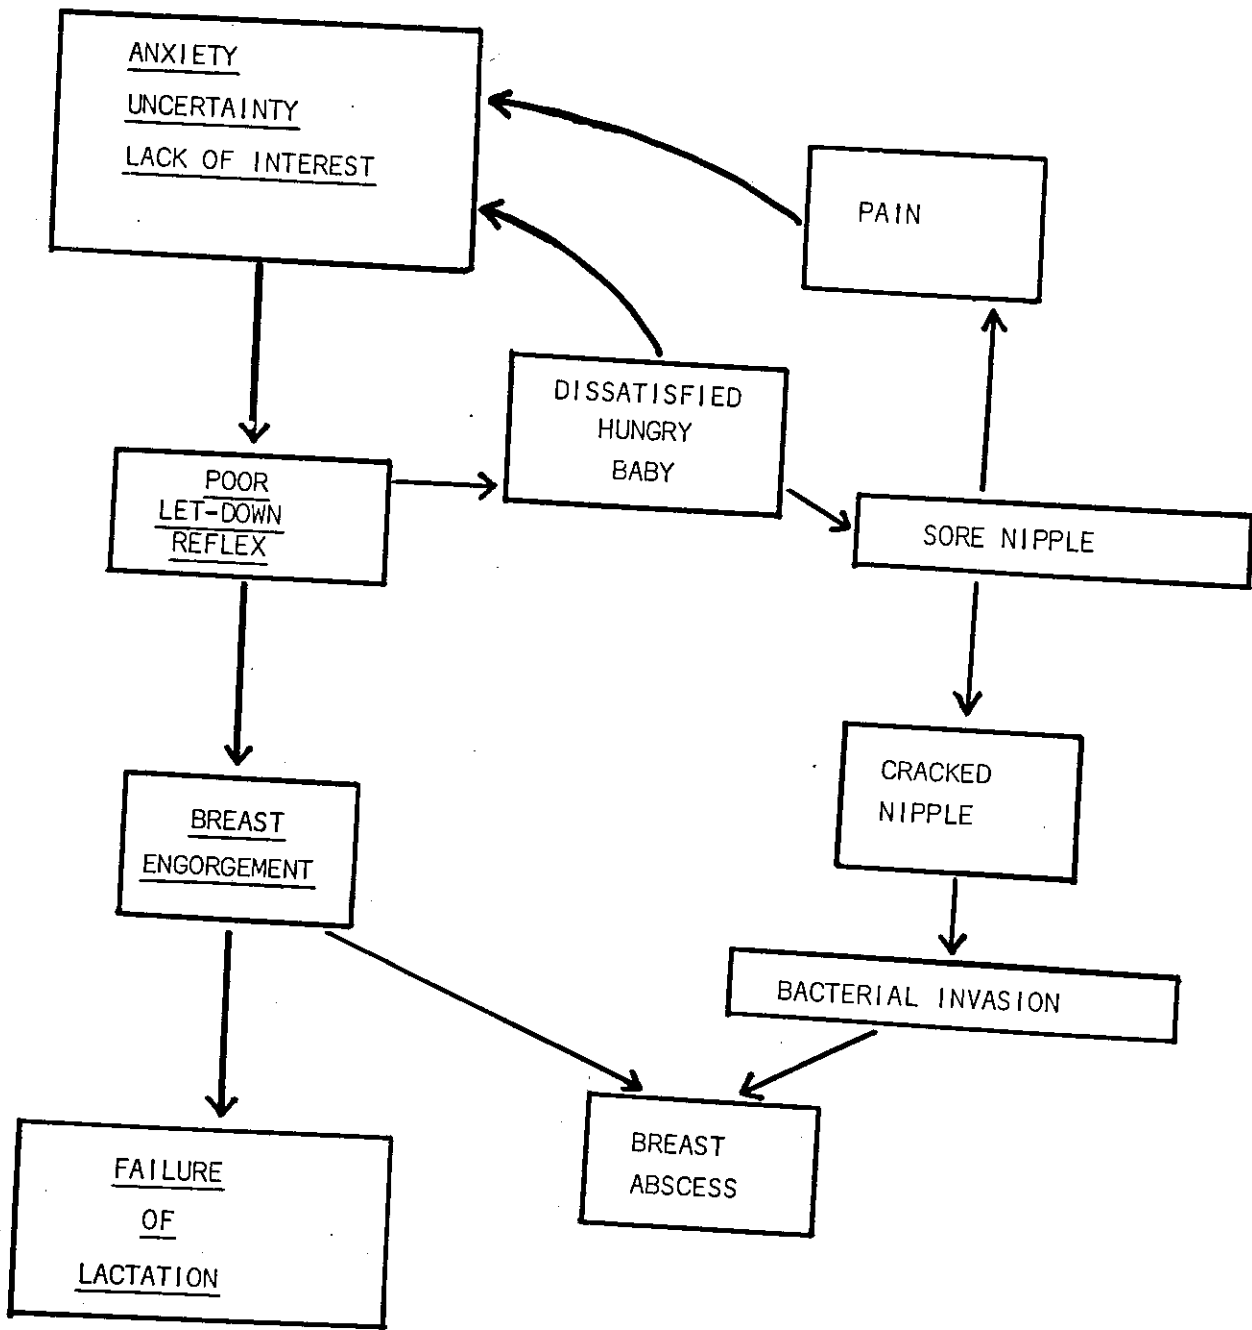 ANXIETY
UNCERTAINTY
LACK OF INTEREST
PAIN
DISSATISFIED
HUNGRY
BABY
POOR
LET-DOWN
REFLEX
SORE NIPPLE
CRACKED
NIPPLE
BREAST
ENGORGEMENT
BACTERIAL INVASION
BREAST
ABSCESS
FAILURE
OF
LACTATION